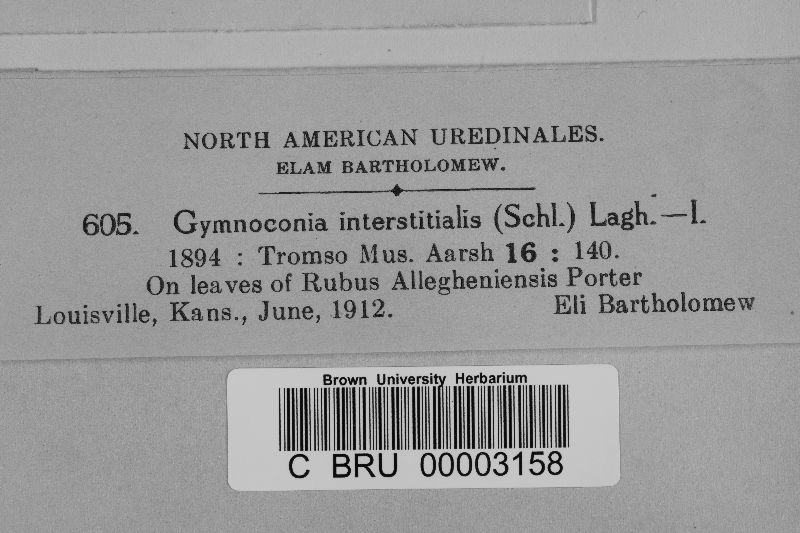 NORTH AMERICAN UREDINALES.
ELAM BARTHOLOMEW.
605. Gymnoconia interstitialis (Schl.) Lagh.—I.
1894 : Tromso Mus. Aarsh 16 : 140.
On leaves of Rubus Allegheniensis Porter
Louisville, Kans., June, 1912. Eli Bartholomew
Brown University Herbarium
C BRU 00003158